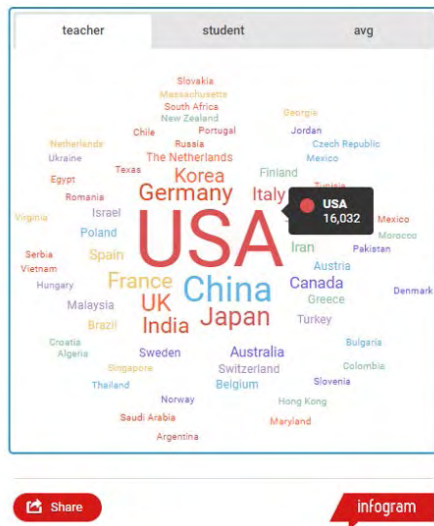 teacher student avg
Slovakia
Massachusetts
South Africa
Georgia
New Zealand
Chile Portugal Jordan
Netherlands Russia Czech Republic
Ukraine The Netherlands Mexico
Texas Korea Finland
Egypt Germany Italy Tunisia
Romania USA
Virginia Israel 16,032 Mexico
Poland USA Morocco
Serbia Spain Iran Pakistan
Vietnam Austria
Hungary France China Canada Denmark
Malaysia UK Greece
Brazil India Japan Turkey
Croatia Bulgaria
Algeria Sweden Australia
Singapore Switzerland Colombia
Thailand Belgium Slovenia
Norway Hong Kong
Saudi Arabia Maryland
Argentina
Share infogram